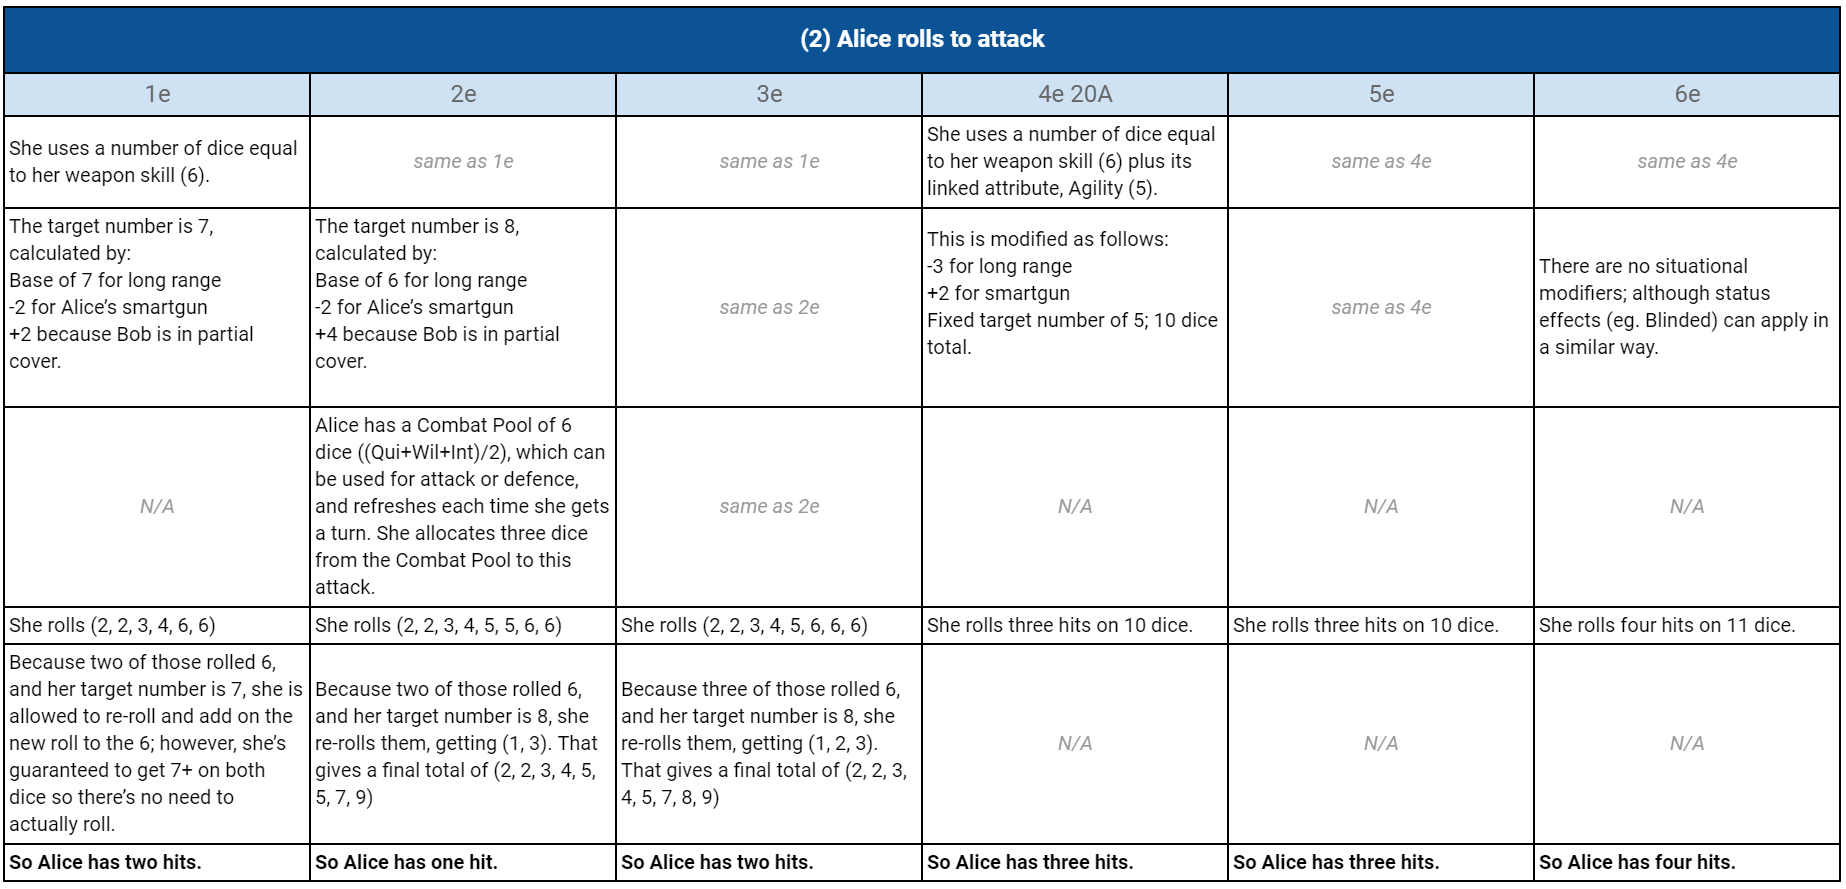 (2) Alice rolls to attack
1e
2e
3e
4e 20A
5e
6e
She uses a number of dice equal
to her weapon skill (6).
same as 1e
same as 1e
She uses a number of dice equal
to her weapon skill (6) plus its
linked attribute, Agility (5).
same as 4e
same as 4e
The target number is 7,
calculated by:
Base of 7 for long range
-2 for Alice’s smartgun
+2 because Bob is in partial
cover.
The target number is 8,
calculated by:
Base of 6 for long range
-2 for Alice’s smartgun
+4 because Bob is in partial
cover.
same as 2e
This is modified as follows:
-3 for long range
+2 for smartgun
Fixed target number of 5; 10 dice
total.
same as 4e
There are no situational
modifiers; although status
effects (eg. Blinded) can apply in
a similar way.
N/A
Alice has a Combat Pool of 6
dice ((Qui+Wil+Int)/2), which can
be used for attack or defence,
and refreshes each time she gets
a turn. She allocates three dice
from the Combat Pool to this
attack.
same as 2e
N/A
N/A
N/A
She rolls (2, 2, 3, 4, 6, 6)
She rolls (2, 2, 3, 4, 5, 5, 6, 6)
She rolls (2, 2, 3, 4, 5, 6, 6, 6)
She rolls three hits on 10 dice.
She rolls three hits on 10 dice.
She rolls four hits on 11 dice.
Because two of those rolled 6,
and her target number is 7, she is
allowed to re-roll and add on the
new roll to the 6; however, she’s
guaranteed to get 7+ on both
dice so there’s no need to
actually roll.
Because two of those rolled 6,
and her target number is 8, she
re-rolls them, getting (1, 3). That
gives a final total of (2, 2, 3, 4, 5,
5, 7, 9)
Because three of those rolled 6,
and her target number is 8, she
re-rolls them, getting (1, 2, 3).
That gives a final total of (2, 2, 3,
4, 5, 7, 8, 9)
N/A
N/A
N/A
So Alice has two hits.
So Alice has one hit.
So Alice has two hits.
So Alice has three hits.
So Alice has three hits.
So Alice has four hits.